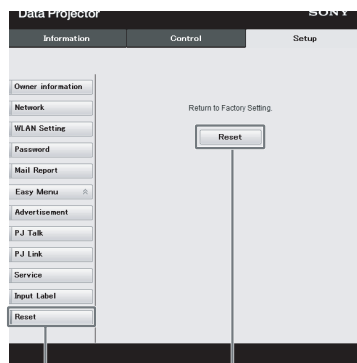 Data Projector SONY
Information Control Setup
Owner information
Network
Return to Factory Setting.
WLAN Setting
Reset
Password
Mail Report
Easy Menu
Advertisement
PJ Talk
PJ Link
Service
Input Label
Reset